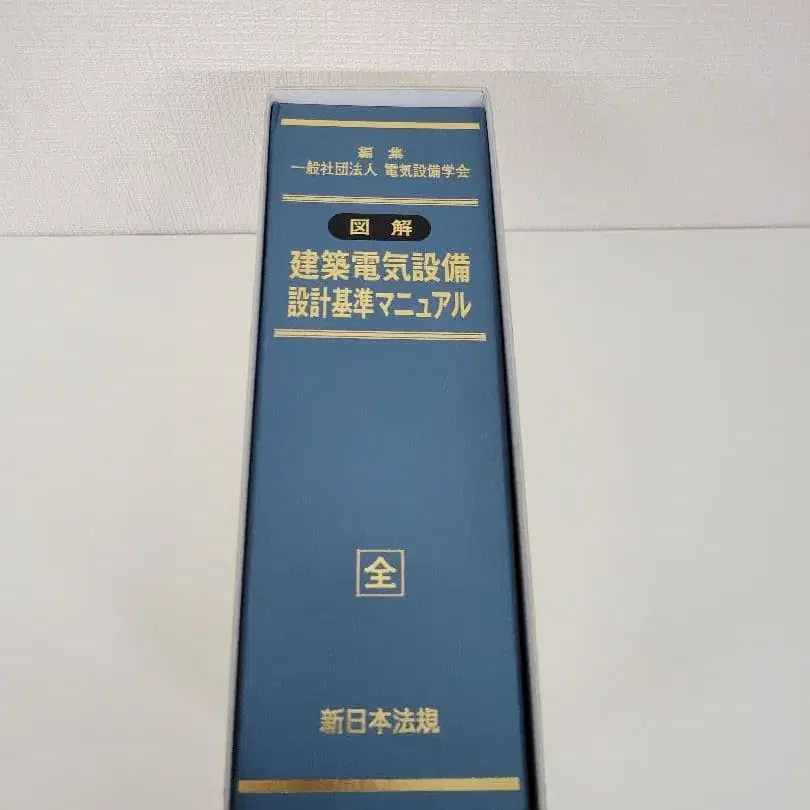 編集
一般社団法人 電気設備学会
図解
建築電気設備
設計基準マニュアル
全
新日本法規